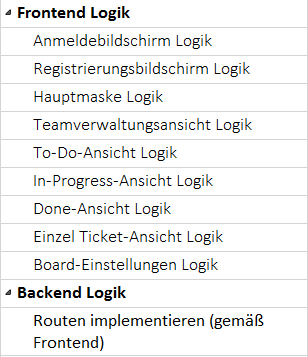 Frontend Logik
Anmeldebildschirm Logik
Registrierungsbildschirm Logik
Hauptmaske Logik
Teamverwaltungsansicht Logik
To-Do-Ansicht Logik
In-Progress-Ansicht Logik
Done-Ansicht Logik
Einzel Ticket-Ansicht Logik
Board-Einstellungen Logik
Backend Logik
Routen implementieren (gemäß
Frontend)